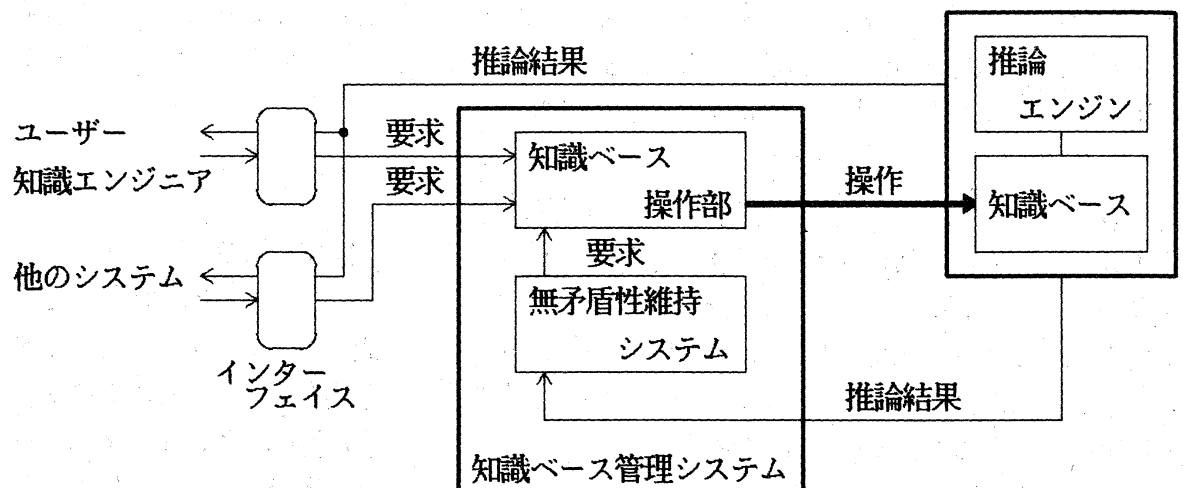 推論結果
推論
エンジン
ユーザー
知識エンジニア
要求
要求
知識ベース
操作部
操作
知識ベース
他のシステム
要求
無矛盾性維持
システム
インター
フェイス
推論結果
知識ベース管理システム